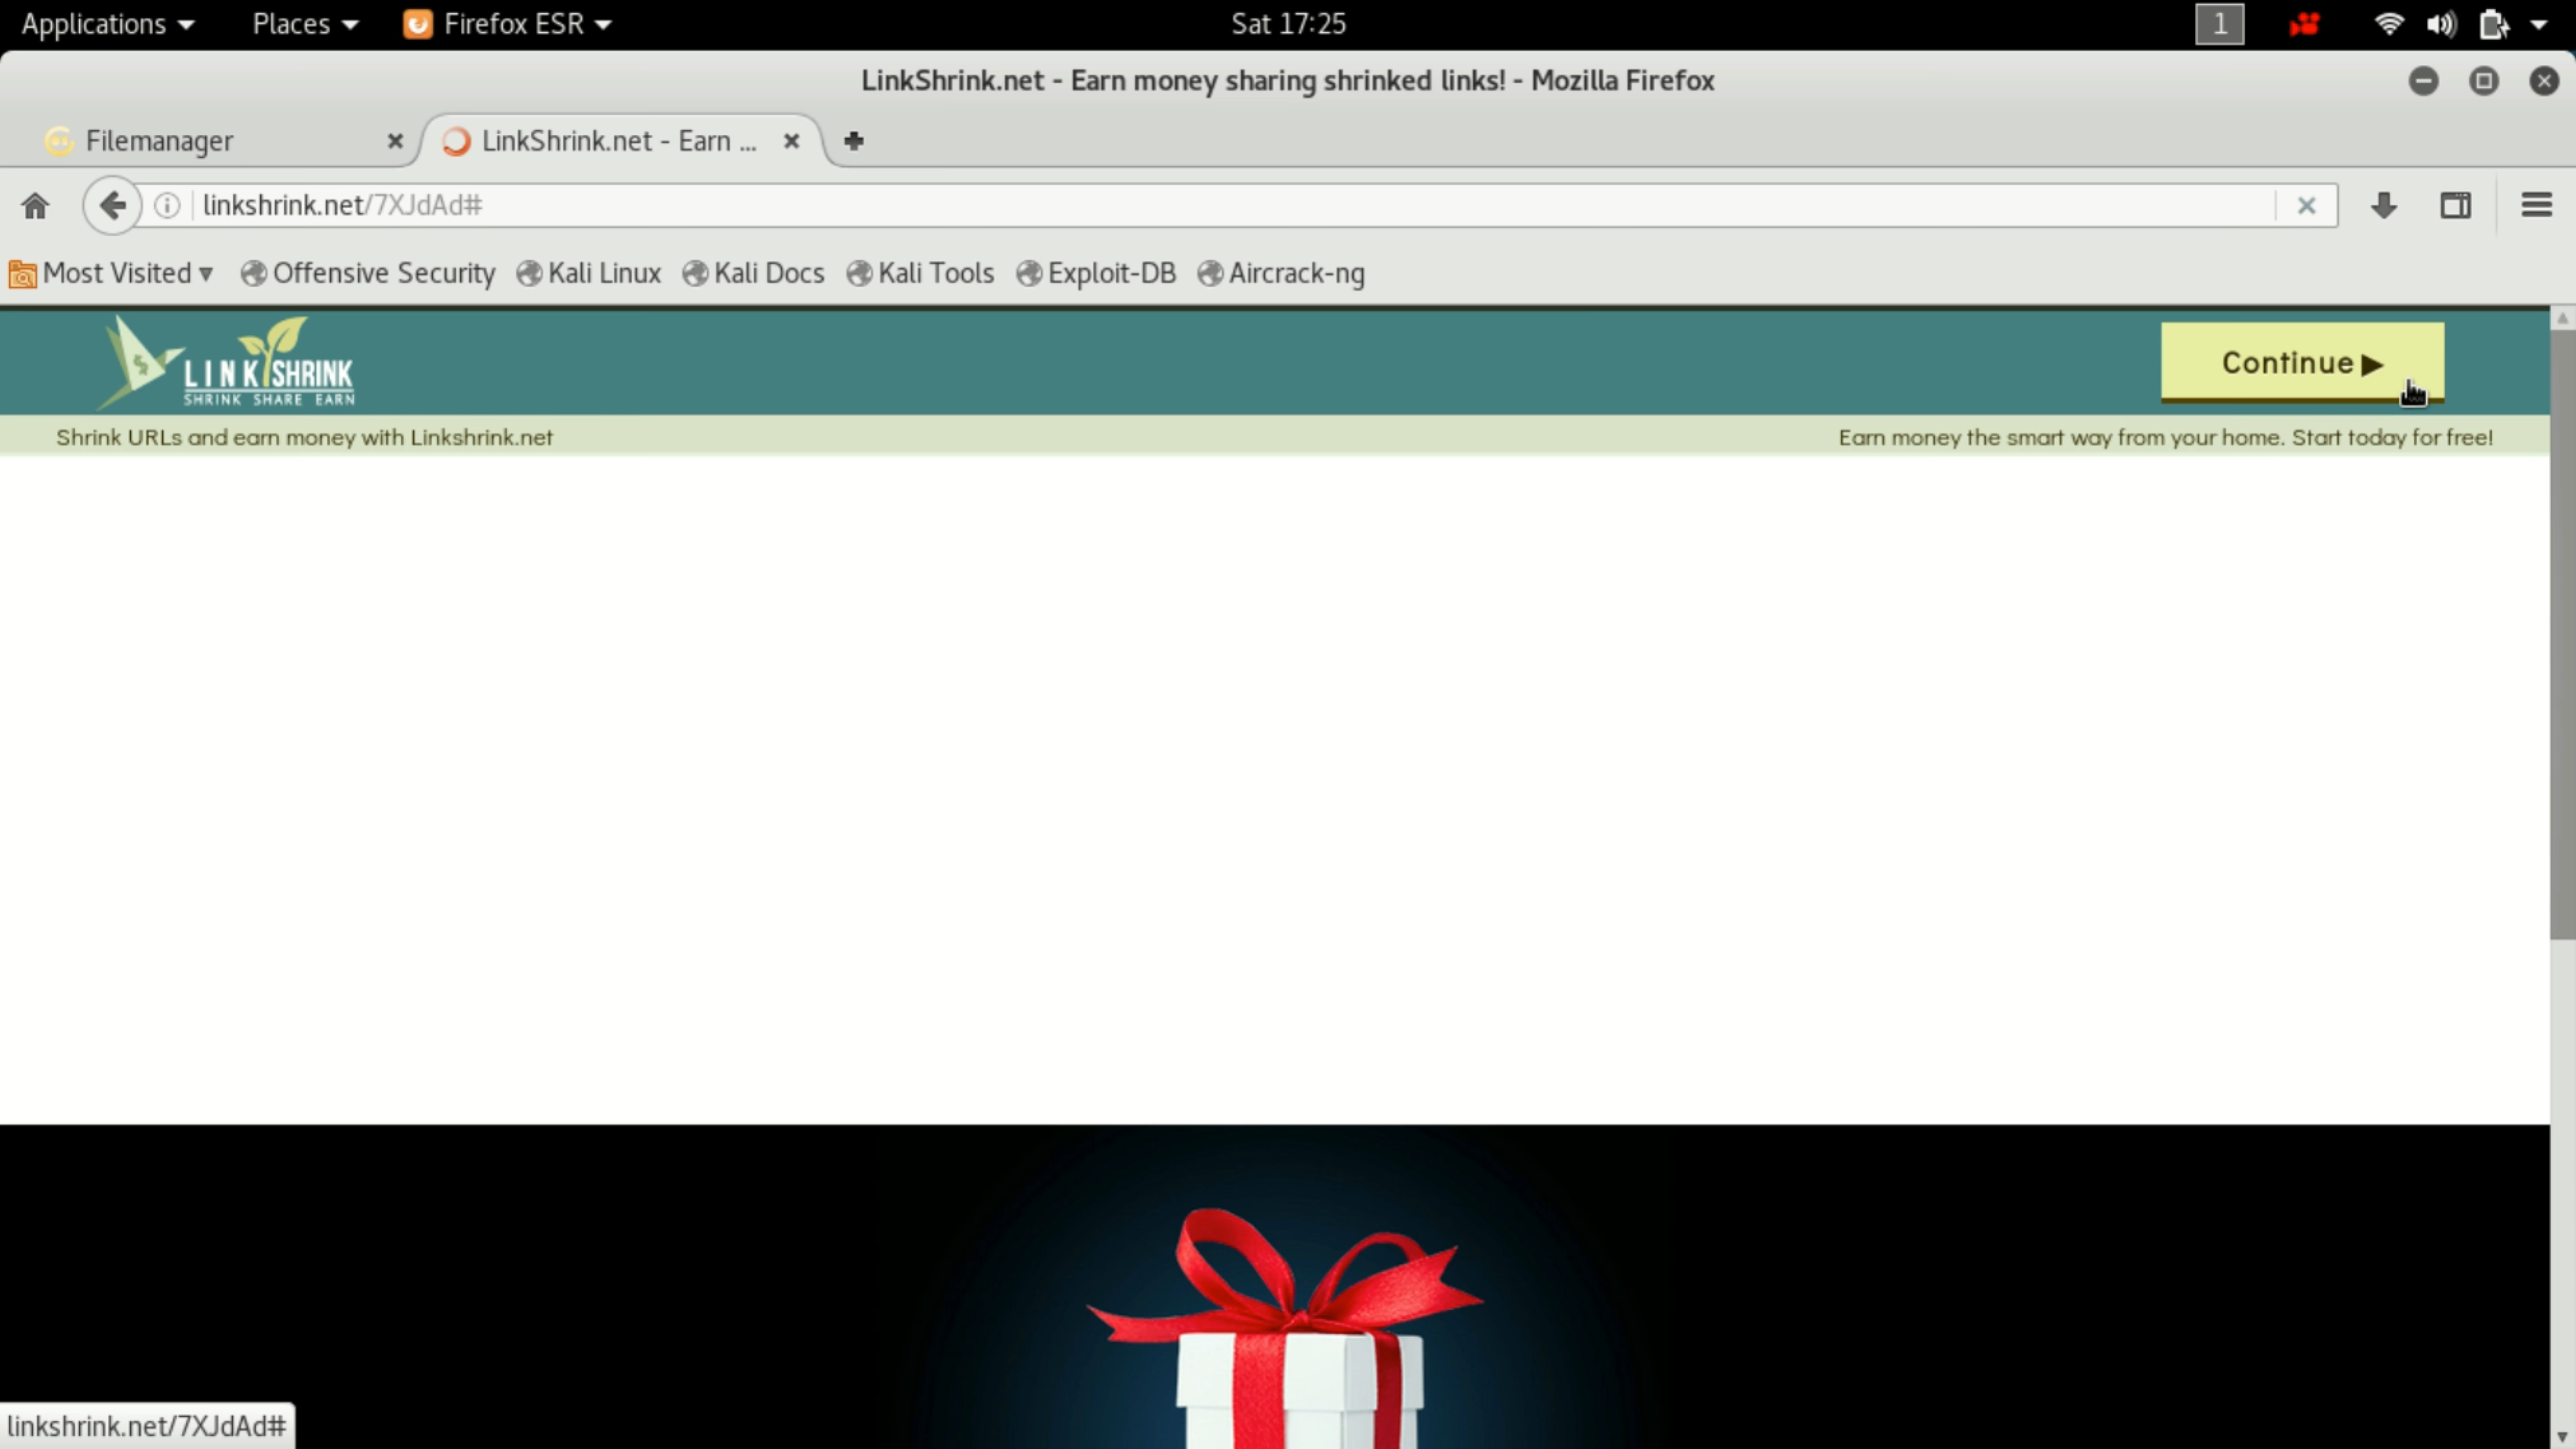 Applications Places Firefox ESR Sat 17:25 1
LinkShrink.net - Earn money sharing shrinked links! - Mozilla Firefox
Filemanager LinkShrink.net - Earn ...
linkshrink.net/7XJdAd#
Most Visited Offensive Security Kali Linux Kali Docs Kali Tools Exploit-DB Aircrack-ng
LINK SHRINK
SHRINK SHARE EARN
Continue ▶
Shrink URLs and earn money with Linkshrink.net Earn money the smart way from your home. Start today for free!
linkshrink.net/7XJdAd#